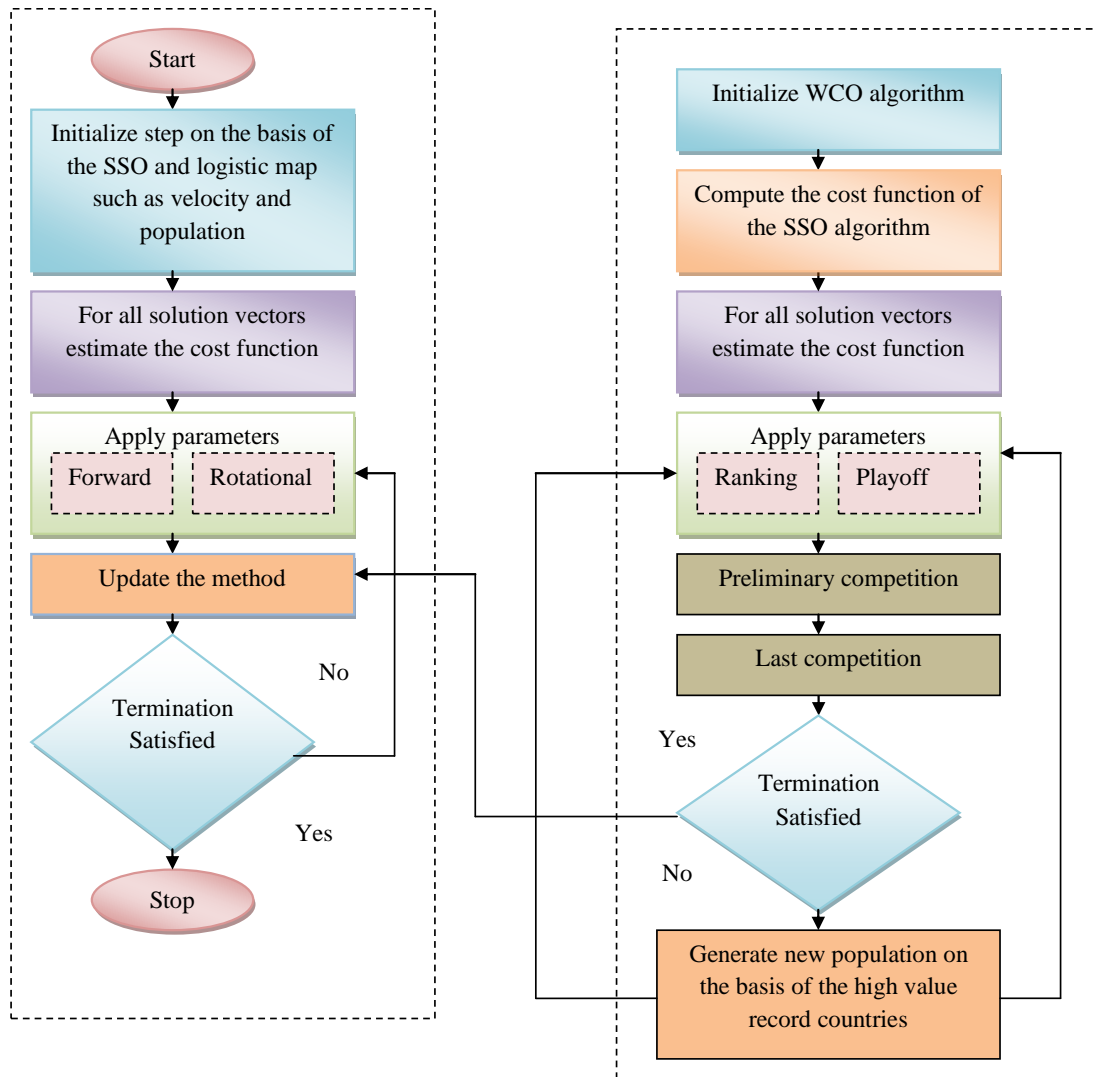 Start
Initialize step on the basis of
the SSO and logistic map
such as velocity and
population
For all solution vectors
estimate the cost function
Apply parameters
Forward
Rotational
Update the method
No
Termination
Satisfied
Yes
Stop
Initialize WCO algorithm
Compute the cost function of
the SSO algorithm
For all solution vectors
estimate the cost function
Apply parameters
Ranking
Playoff
Preliminary competition
Last competition
Yes
Termination
Satisfied
No
Generate new population on
the basis of the high value
record countries